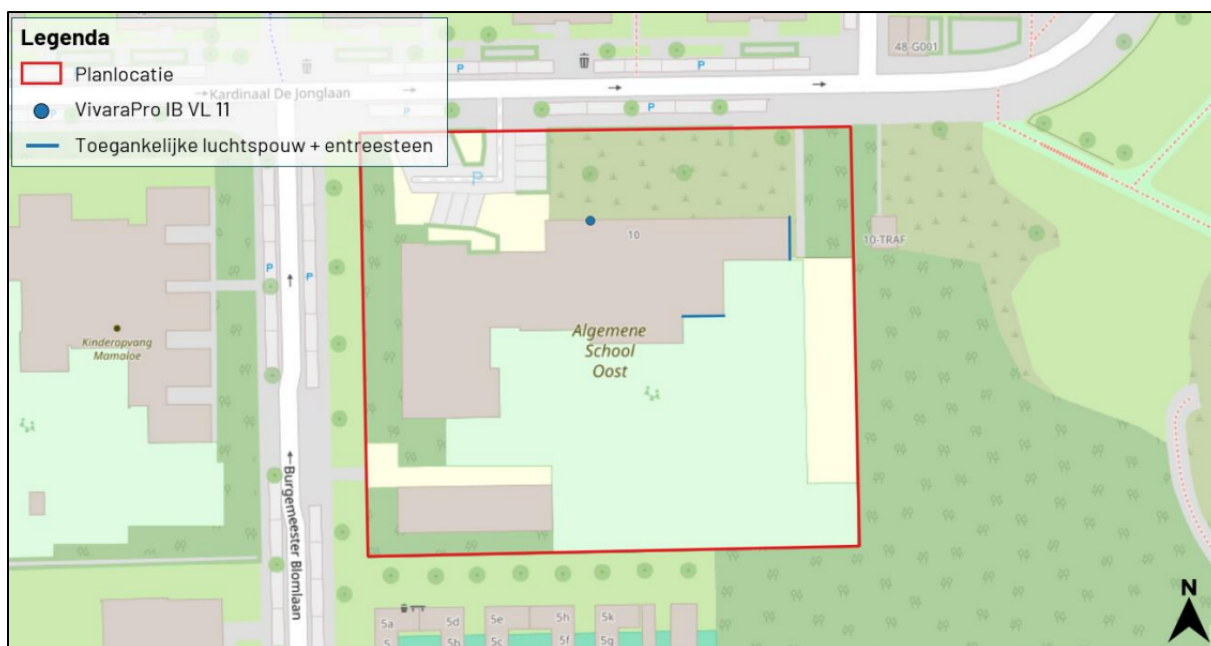 Legenda
Planlocatie
VivaraPro IB VL 11
Toegankelijke luchtspouw + entreesteen
48-G001
P
P
Kardinaal De Jonglaan
P
P
10
10-TRAF
P
P
Kinderopvang
Mamaloe
Algemene
School
Oost
Burgemeester Blomlaan
N
5a
5d
5e
5h
5k
5
5b
5c
5f
5g